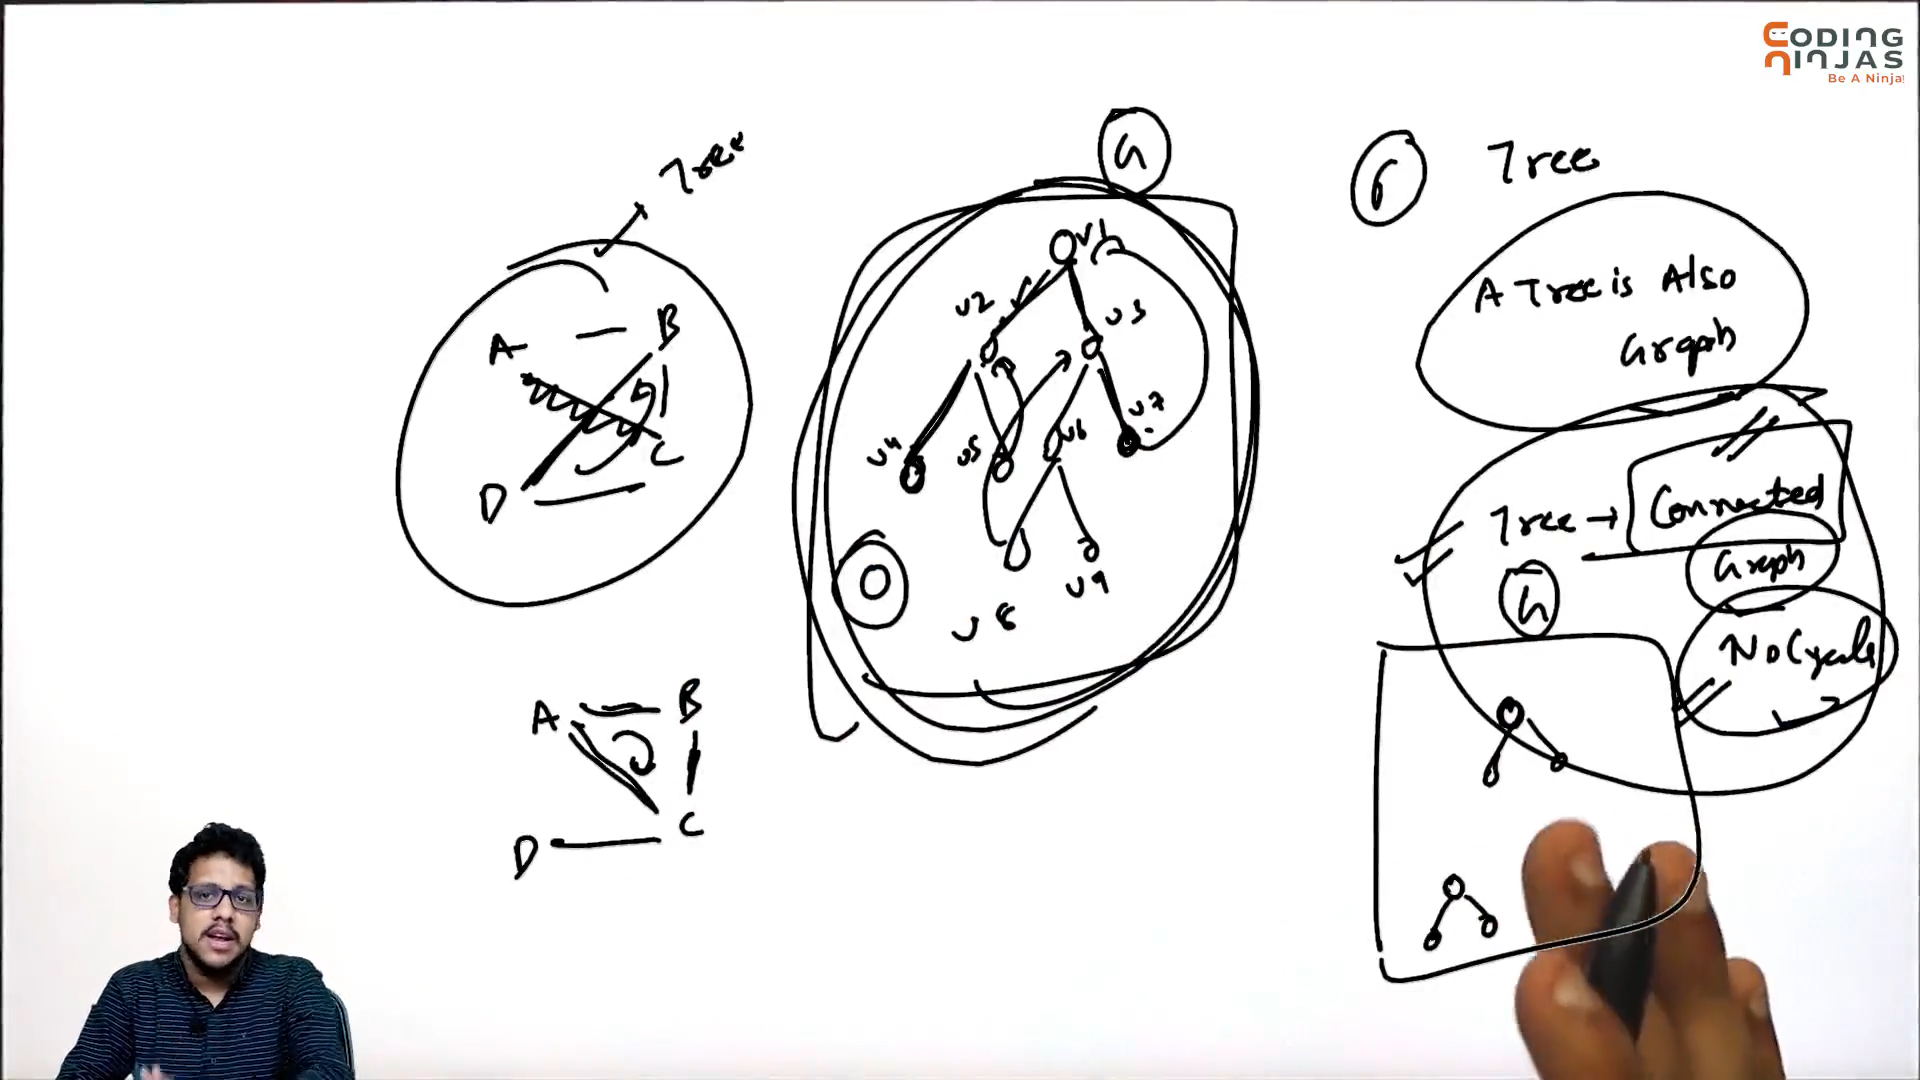 CODING
NINJAS
Be A Ninja!
Tree
G
6 Tree
A Tree is Also
Graph
A B
C
D
v1
v2
v3
v4 v5 v6 v7
v8
v9
Tree → Connected
Graph
G
No Cycle
A B
C
D